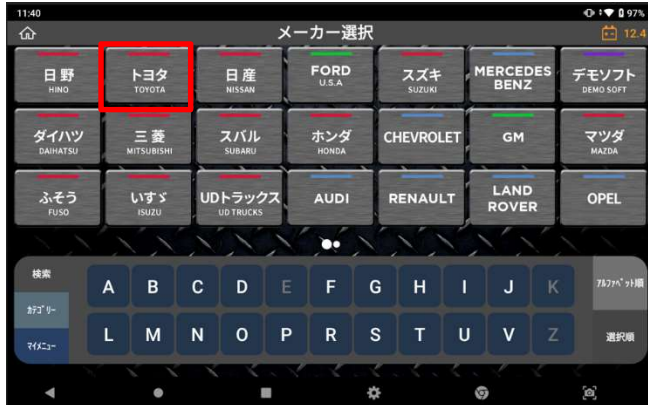 11:40
97%
メーカー選択
12.4
日野
HINO
トヨタ
TOYOTA
日産
NISSAN
FORD
U.S.A
スズキ
SUZUKI
MERCEDES
BENZ
デモソフト
DEMO SOFT
ダイハツ
DAIHATSU
三菱
MITSUBISHI
スバル
SUBARU
ホンダ
HONDA
CHEVROLET
GM
マツダ
MAZDA
ふそう
FUSO
いすゞ
ISUZU
UDトラックス
UD TRUCKS
AUDI
RENAULT
LAND
ROVER
OPEL
検索
A B C D E F G H I J K
ｱﾙﾌｧﾍﾞｯﾄ順
ｶﾃｺﾞﾘｰ
L M N O P R S T U V Z
選択順
ﾏｲﾒﾆｭｰ